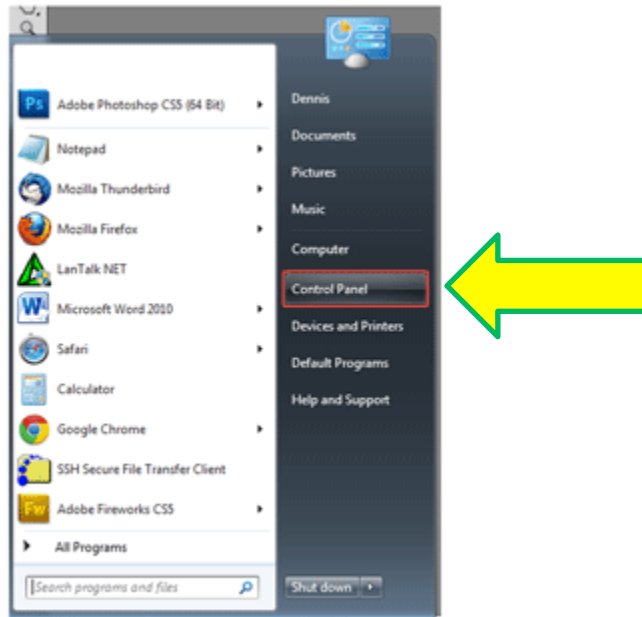 Ps Adobe Photoshop CS5 (64 Bit)
Notepad
Mozilla Thunderbird
Mozilla Firefox
LanTalk NET
W Microsoft Word 2010
Safari
Calculator
Google Chrome
SSH Secure File Transfer Client
Fw Adobe Fireworks CS5
All Programs
Search programs and files
Dennis
Documents
Pictures
Music
Computer
Control Panel
Devices and Printers
Default Programs
Help and Support
Shut down